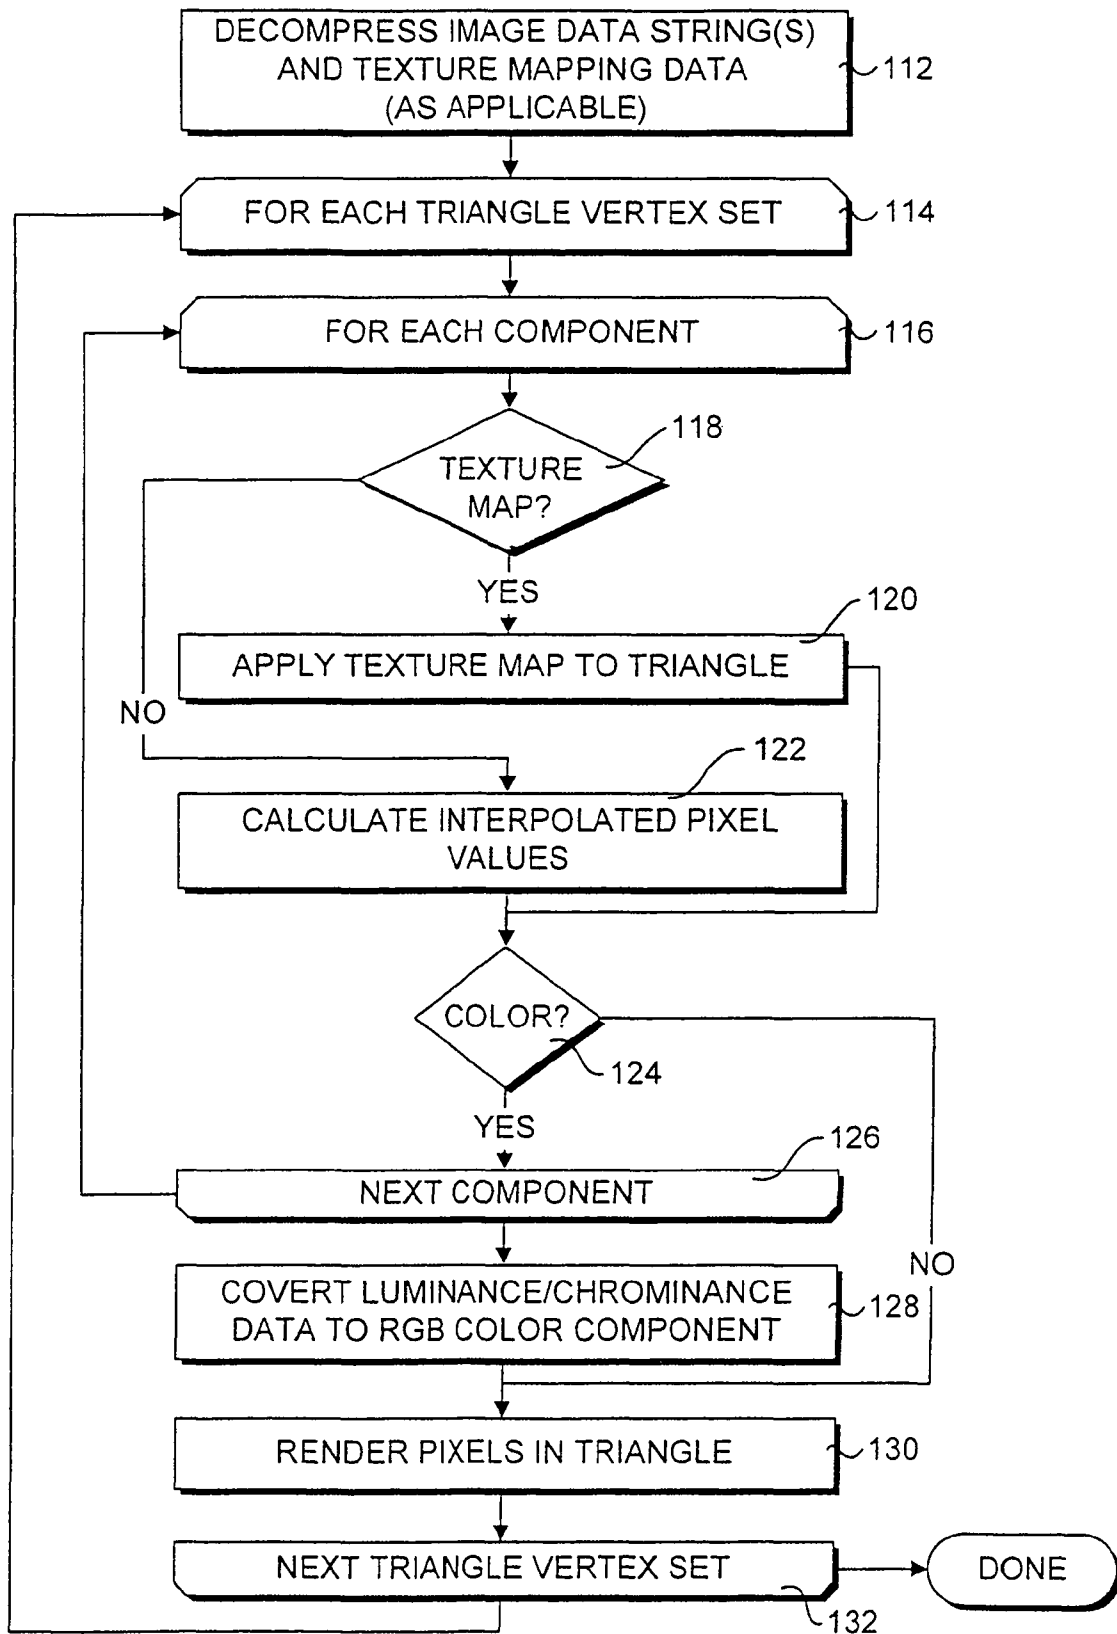 DECOMPRESS IMAGE DATA STRING(S)
AND TEXTURE MAPPING DATA
(AS APPLICABLE)
112
FOR EACH TRIANGLE VERTEX SET
114
FOR EACH COMPONENT
116
118
TEXTURE
MAP?
YES
120
APPLY TEXTURE MAP TO TRIANGLE
NO
122
CALCULATE INTERPOLATED PIXEL
VALUES
COLOR?
124
YES
126
NEXT COMPONENT
NO
COVERT LUMINANCE/CHROMINANCE
DATA TO RGB COLOR COMPONENT
128
RENDER PIXELS IN TRIANGLE
130
NEXT TRIANGLE VERTEX SET
DONE
132